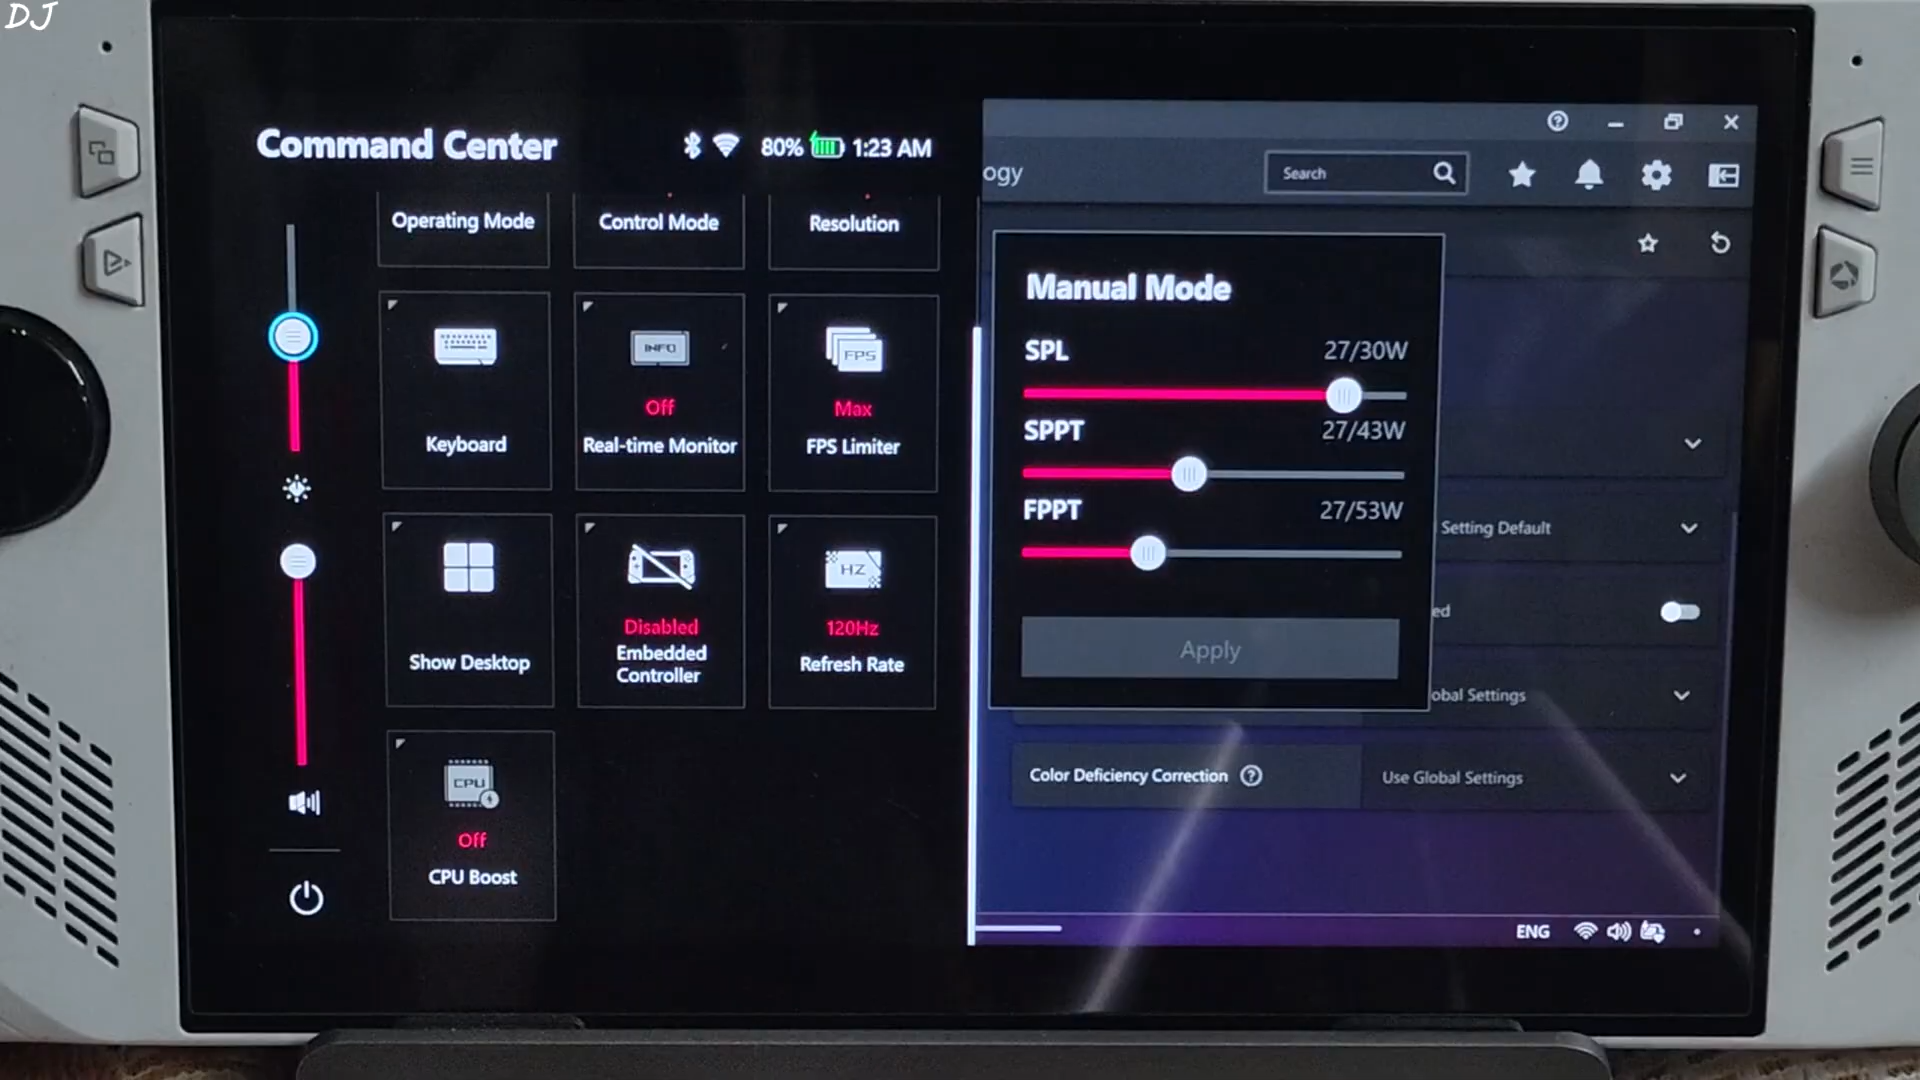 DJ
Command Center
80%
1:23 AM
Operating Mode
Control Mode
Resolution
Keyboard
INFO
Off
Real-time Monitor
FPS
Max
FPS Limiter
Show Desktop
Disabled
Embedded
Controller
HZ
120Hz
Refresh Rate
CPU
Off
CPU Boost
ogy
Search
Manual Mode
SPL 27/30W
SPPT 27/43W
FPPT 27/53W
Apply
Setting Default
ed
obal Settings
Color Deficiency Correction
Use Global Settings
ENG